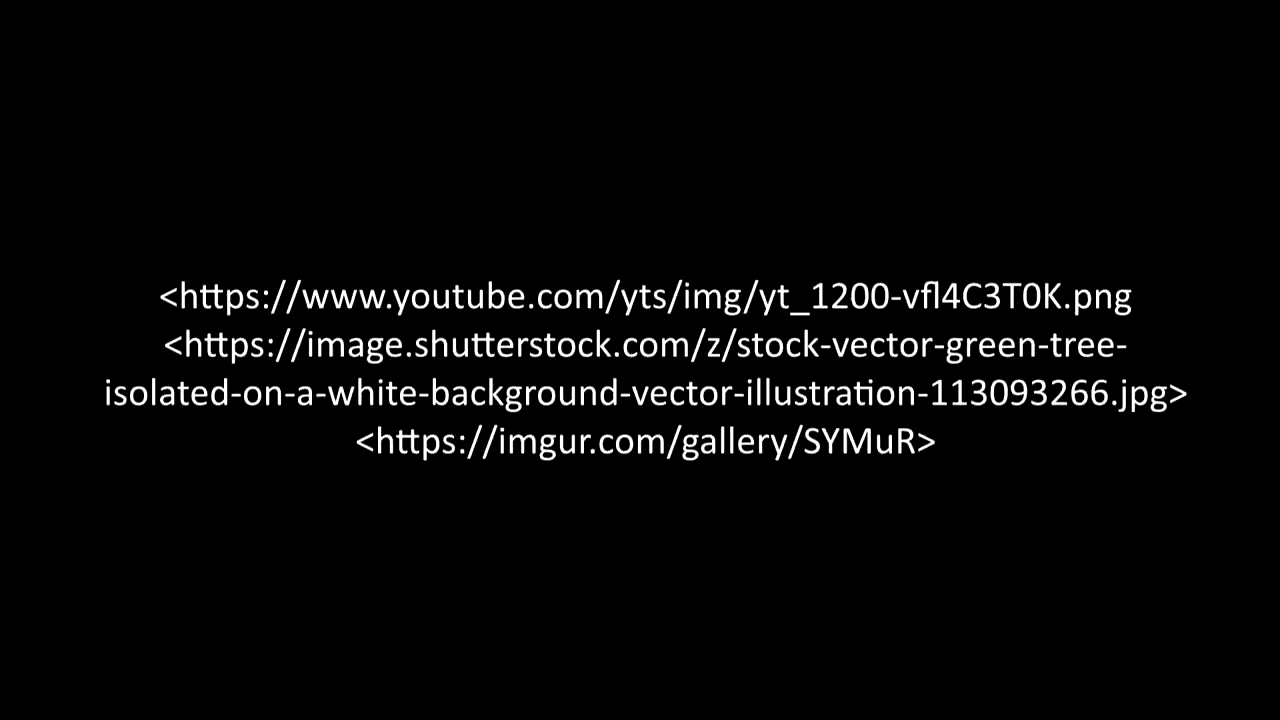 <https://www.youtube.com/yts/img/yt_1200-vfl4C3T0K.png
<https://image.shutterstock.com/z/stock-vector-green-tree-
isolated-on-a-white-background-vector-illustration-113093266.jpg>
<https://imgur.com/gallery/SYMuR>